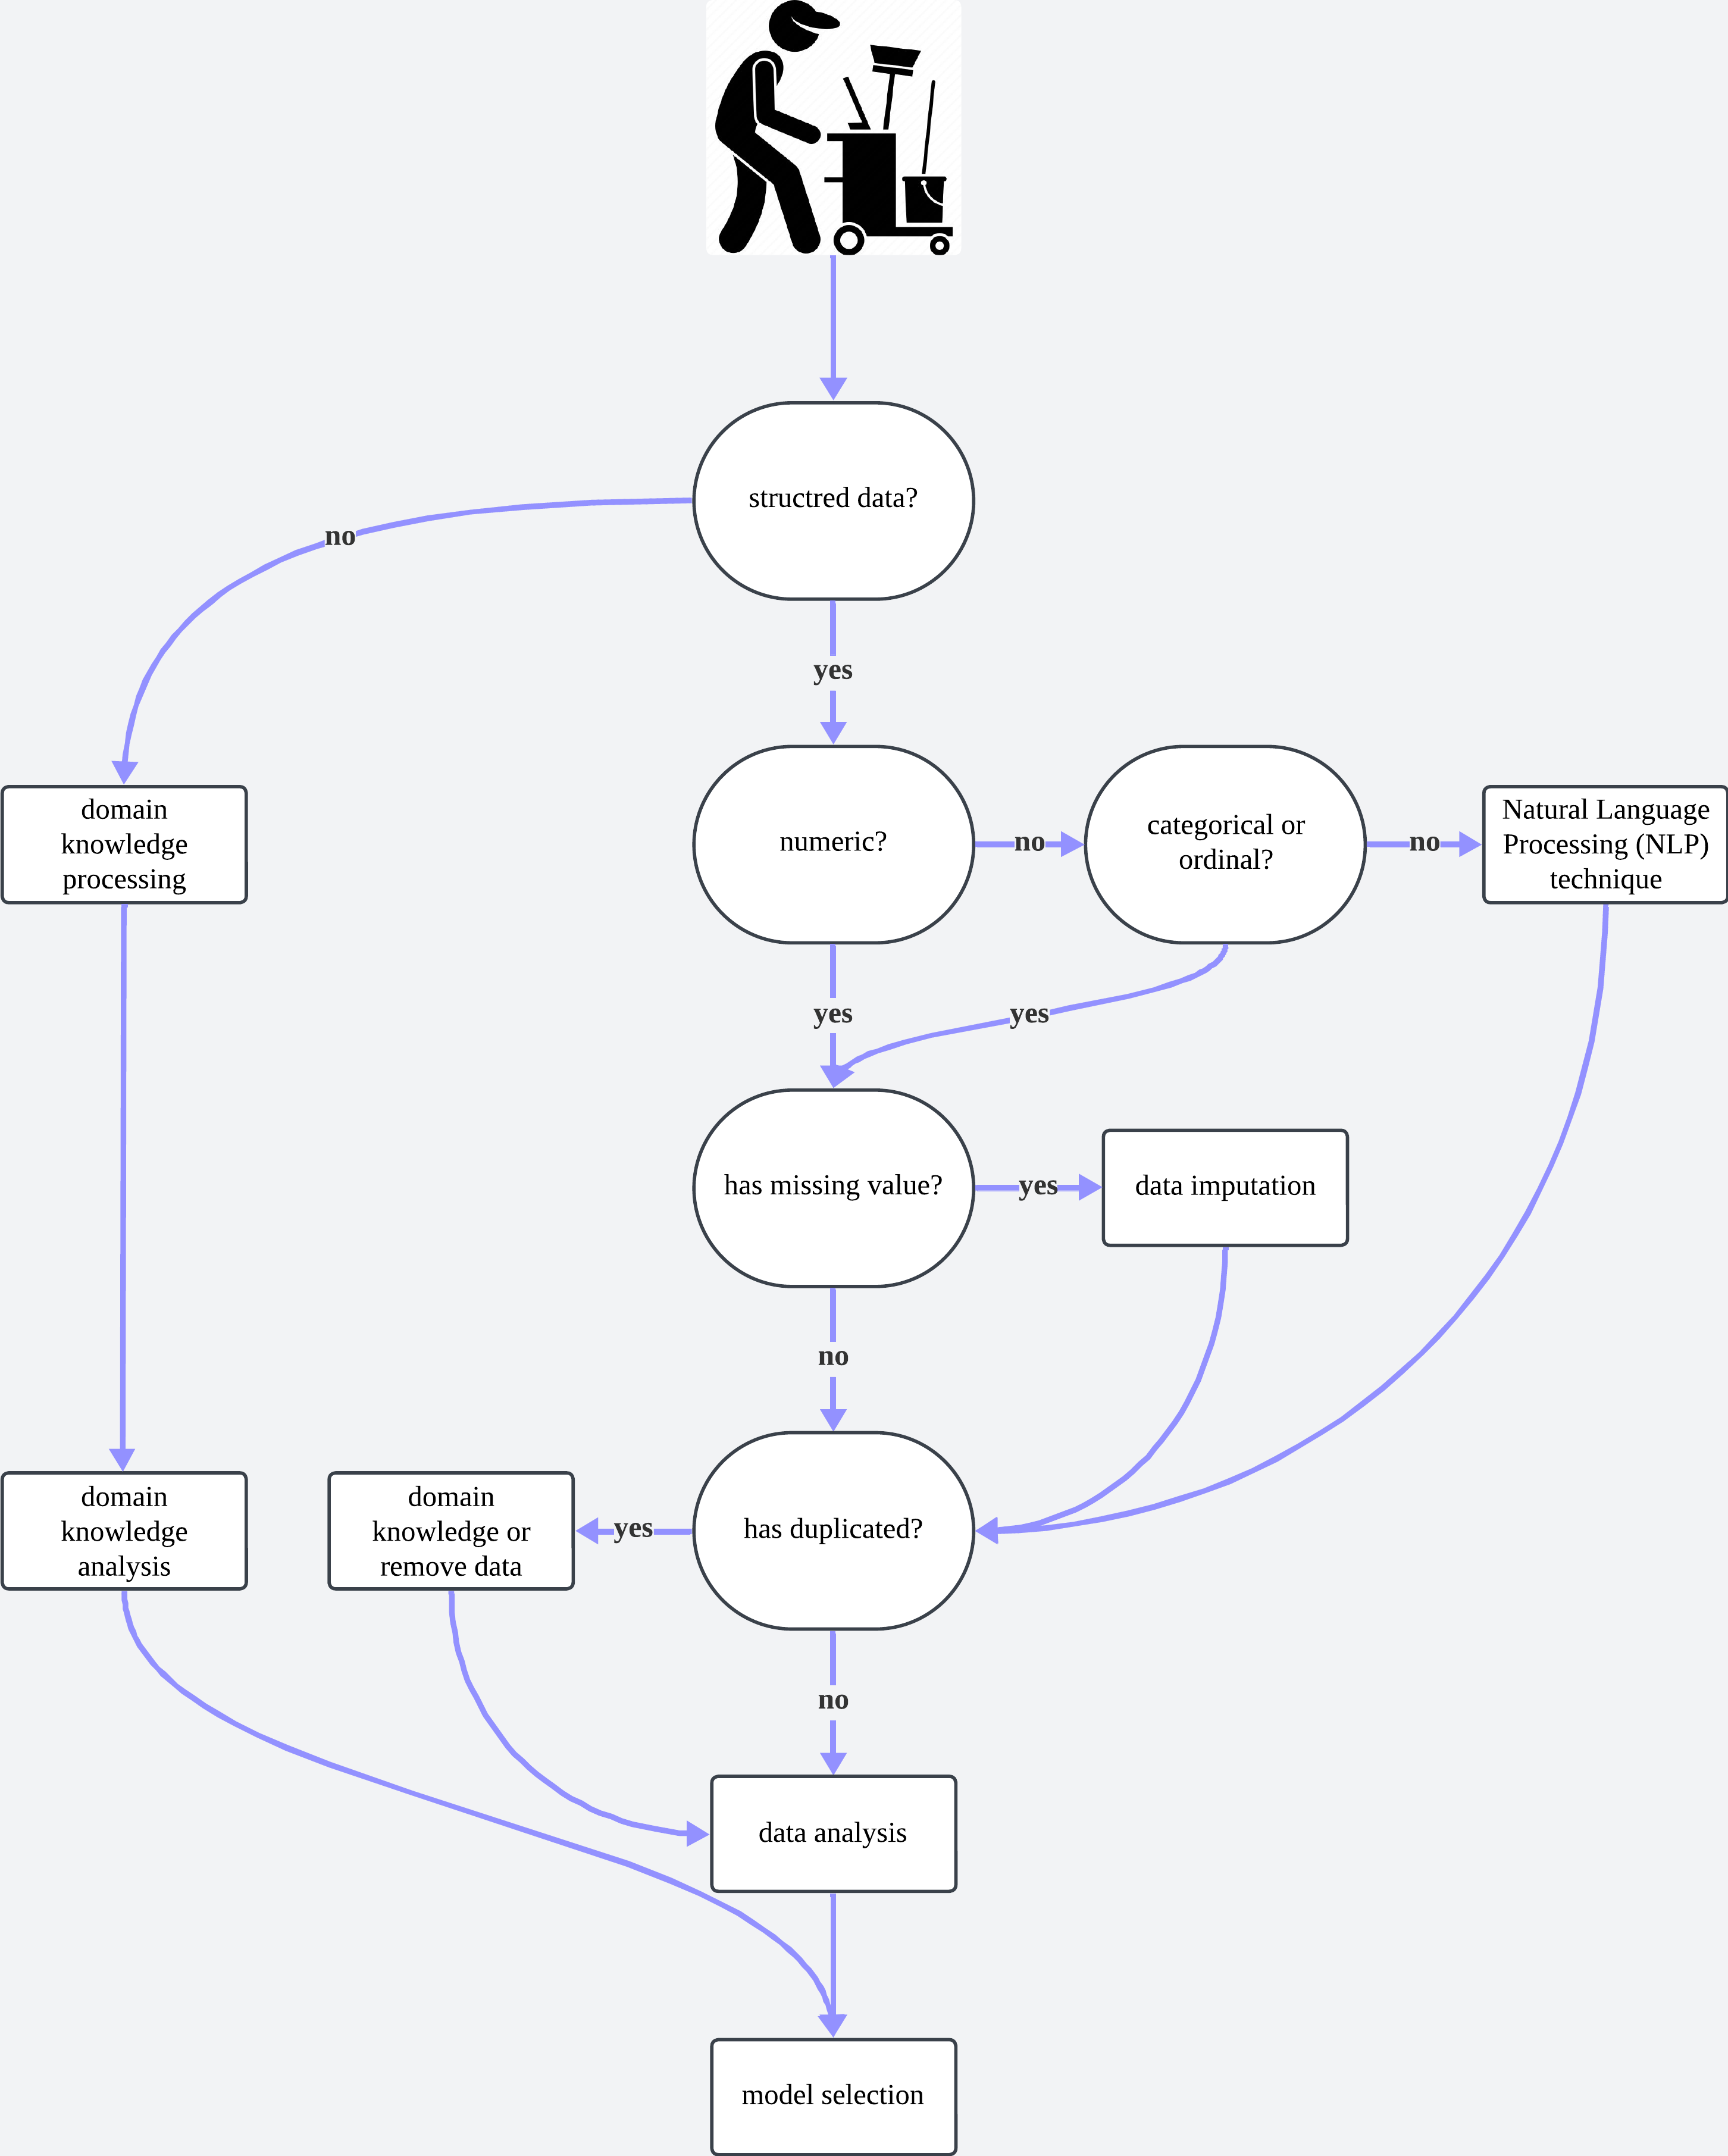 structred data?
no
yes
domain
knowledge
processing
numeric?
no
categorical or
ordinal?
no
Natural Language
Processing (NLP)
technique
yes
yes
has missing value?
yes
data imputation
no
domain
knowledge
analysis
domain
knowledge or
remove data
yes
has duplicated?
no
data analysis
model selection